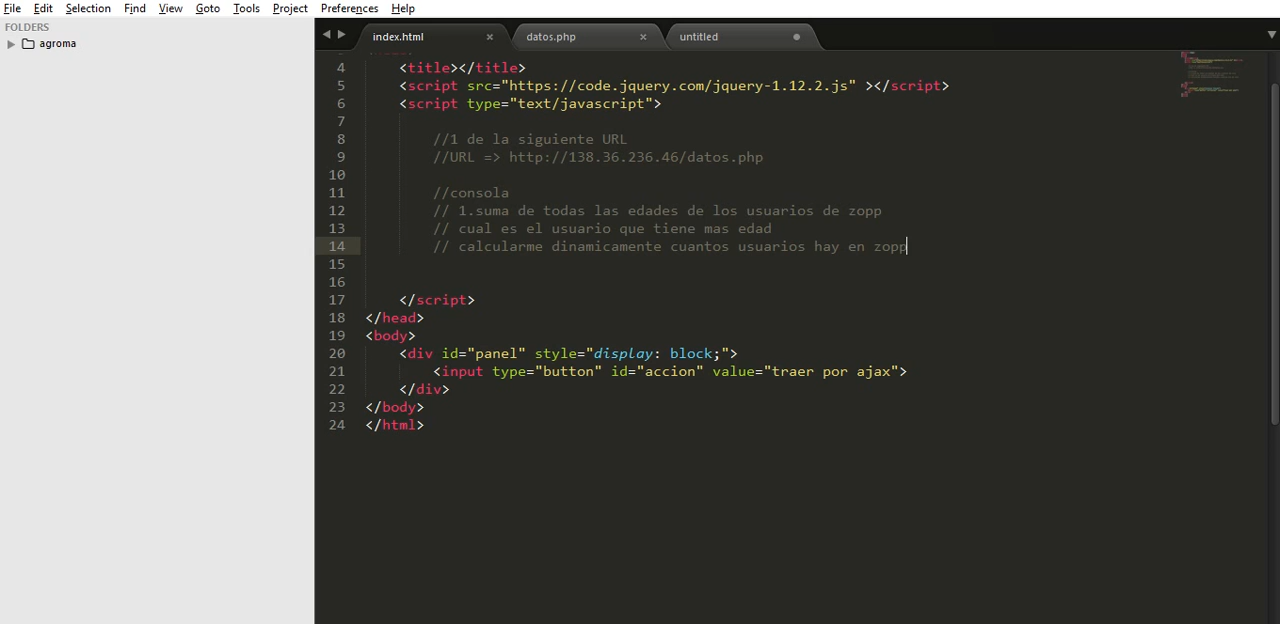 File Edit Selection Find View Goto Tools Project Preferences Help
FOLDERS
agroma
index.html datos.php untitled
4 <title></title>
5 <script src="https://code.jquery.com/jquery-1.12.2.js" ></script>
6 <script type="text/javascript">
7
8 //1 de la siguiente URL
9 //URL => http://138.36.236.46/datos.php
10
11 //consola
12 // 1.suma de todas las edades de los usuarios de zopp
13 // cual es el usuario que tiene mas edad
14 // calcularme dinamicamente cuantos usuarios hay en zopp
15
16
17 </script>
18 </head>
19 <body>
20 <div id="panel" style="display: block;">
21 <input type="button" id="accion" value="traer por ajax">
22 </div>
23 </body>
24 </html>